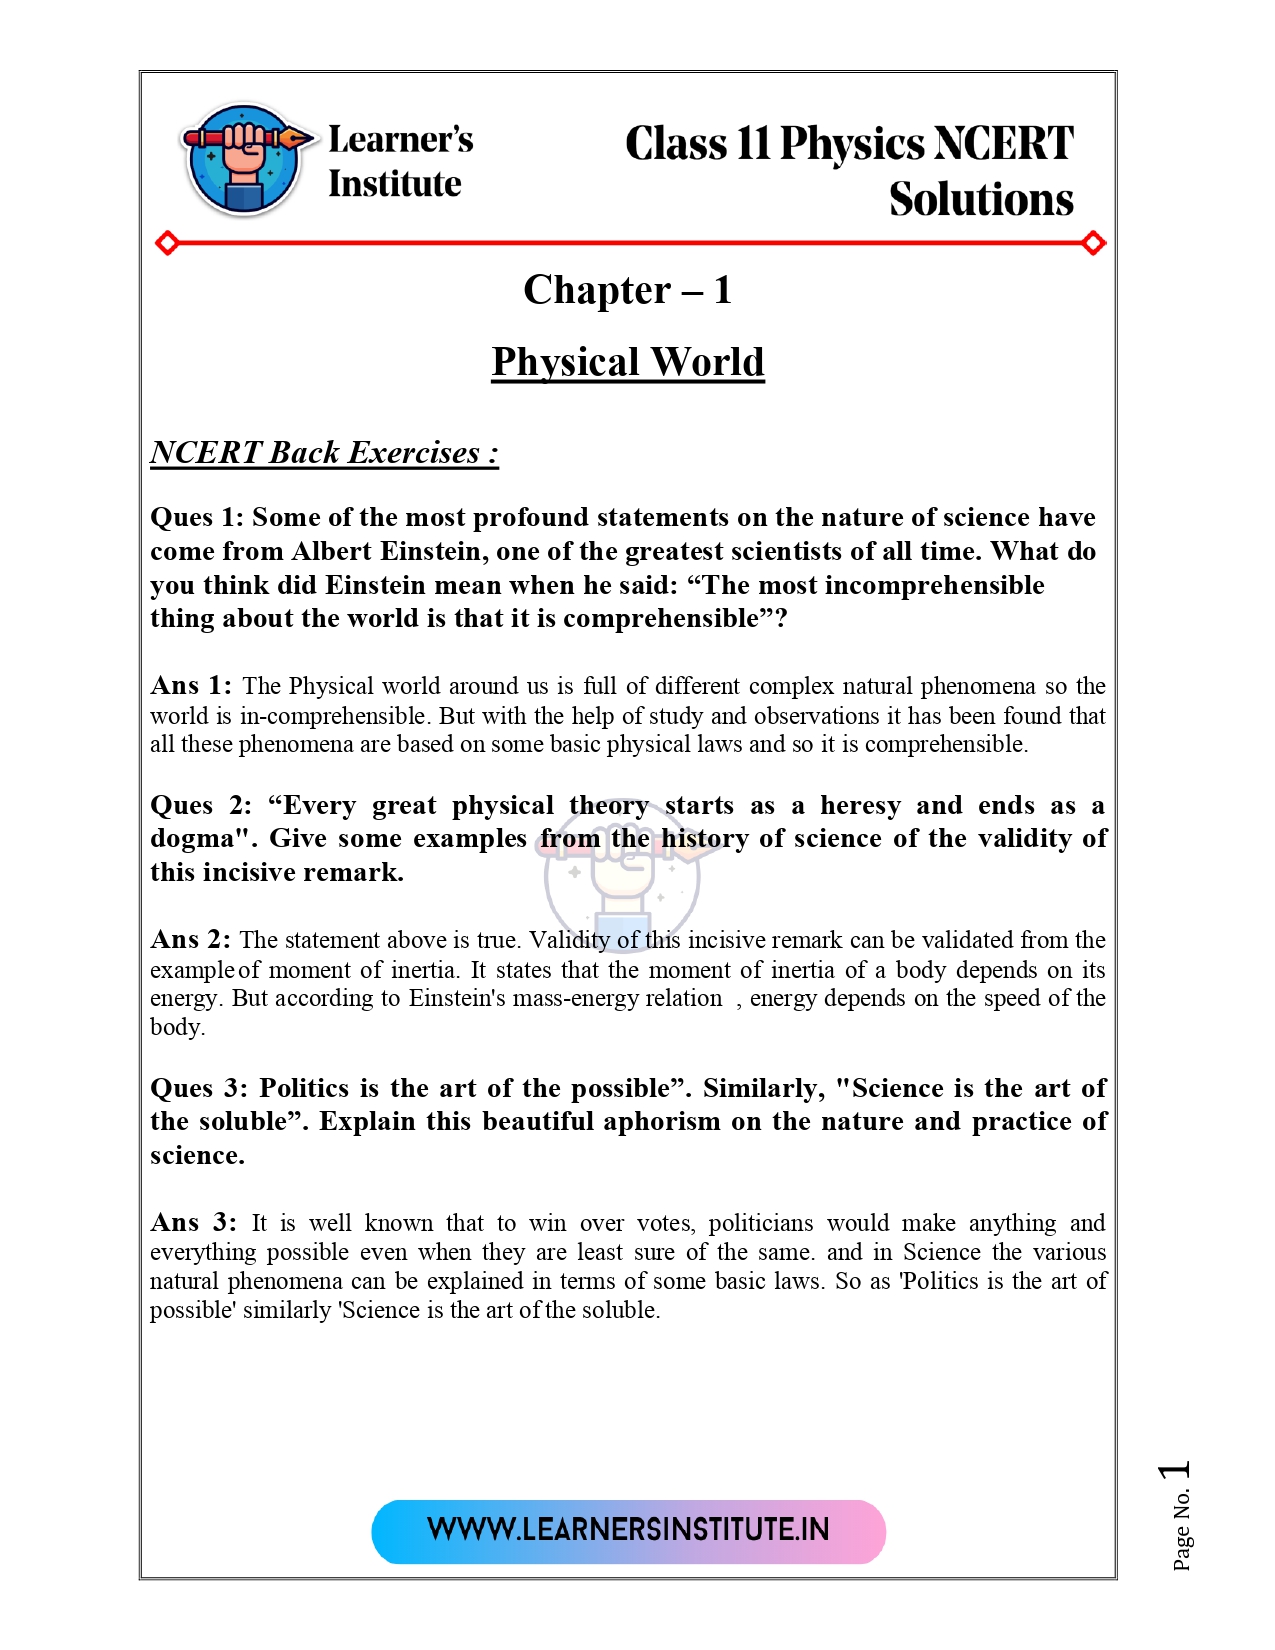 Learner's
Institute
Class 11 Physics NCERT
Solutions
Chapter – 1
Physical World
NCERT Back Exercises :
Ques 1: Some of the most profound statements on the nature of science have
come from Albert Einstein, one of the greatest scientists of all time. What do
you think did Einstein mean when he said: “The most incomprehensible
thing about the world is that it is comprehensible”?
Ans 1: The Physical world around us is full of different complex natural phenomena so the
world is in-comprehensible. But with the help of study and observations it has been found that
all these phenomena are based on some basic physical laws and so it is comprehensible.
Ques 2: “Every great physical theory starts as a heresy and ends as a
dogma". Give some examples from the history of science of the validity of
this incisive remark.
Ans 2: The statement above is true. Validity of this incisive remark can be validated from the
example of moment of inertia. It states that the moment of inertia of a body depends on its
energy. But according to Einstein's mass-energy relation , energy depends on the speed of the
body.
Ques 3: Politics is the art of the possible”. Similarly, "Science is the art of
the soluble”. Explain this beautiful aphorism on the nature and practice of
science.
Ans 3: It is well known that to win over votes, politicians would make anything and
everything possible even when they are least sure of the same. and in Science the various
natural phenomena can be explained in terms of some basic laws. So as 'Politics is the art of
possible' similarly 'Science is the art of the soluble.
WWW.LEARNERSINSTITUTE.IN
Page No. 1